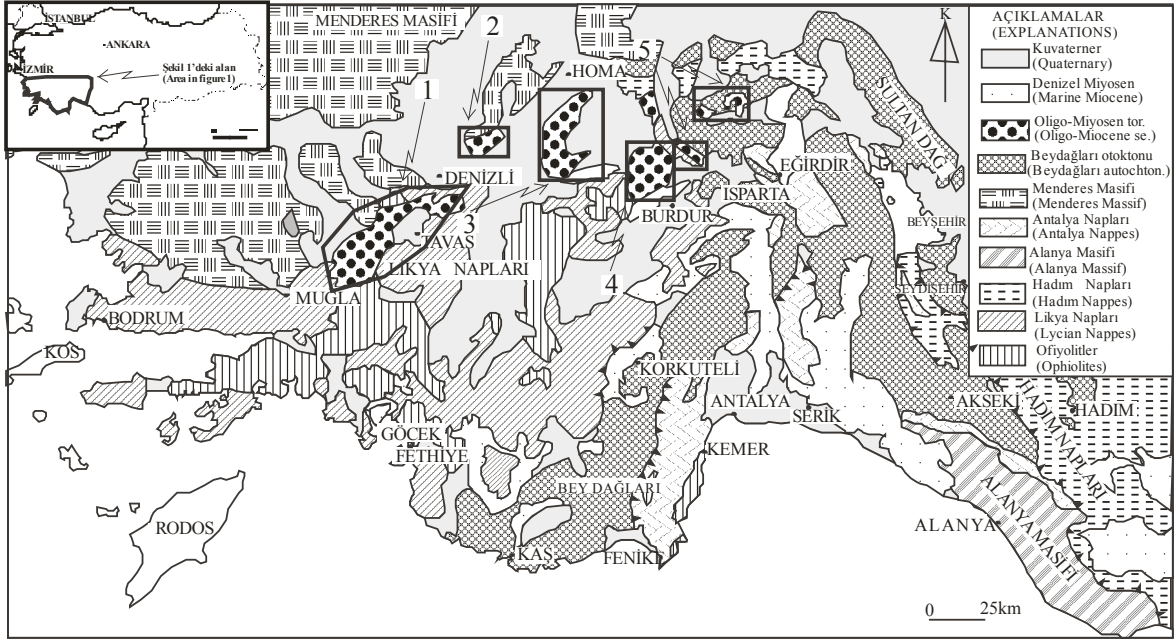 İSTANBUL
ANKARA
İZMİR
Şekil 1'deki alan
(Area in figure1)
MENDERES MASİFİ
2
1
HOMA
5
K
SULTAN DAĞ
DENİZLİ
3
TAVAŞ
LİKYA NAPLARI
MUGLA
BODRUM
KOS
EĞİRDİR
ISPARTA
BURDUR
4
BEYŞEHİR
SEYDİŞEHİR
KORKUTELİ
ANTALYA
SERİK
AKSEKİ
HADIM
HADIM NAPLARI
GÖCEK
FETHİYE
KEMER
BEY DAĞLARI
RODOS
KAŞ
FENİKE
ALANYA
ALANYA MASİFİ
0 25km
AÇIKLAMALAR
(EXPLANATIONS)
Kuvaterner
(Quaternary)
Denizel Miyosen
(Marine Miocene)
Oligo-Miyosen tor.
(Oligo-Miocene se.)
Beydağları otoktonu
(Beydağları autochton.)
Menderes Masifi
(Menderes Massif)
Antalya Napları
(Antalya Nappes)
Alanya Masifi
(Alanya Massif)
Hadım Napları
(Hadım Nappes)
Likya Napları
(Lycian Nappes)
Ofiyolitler
(Ophiolites)